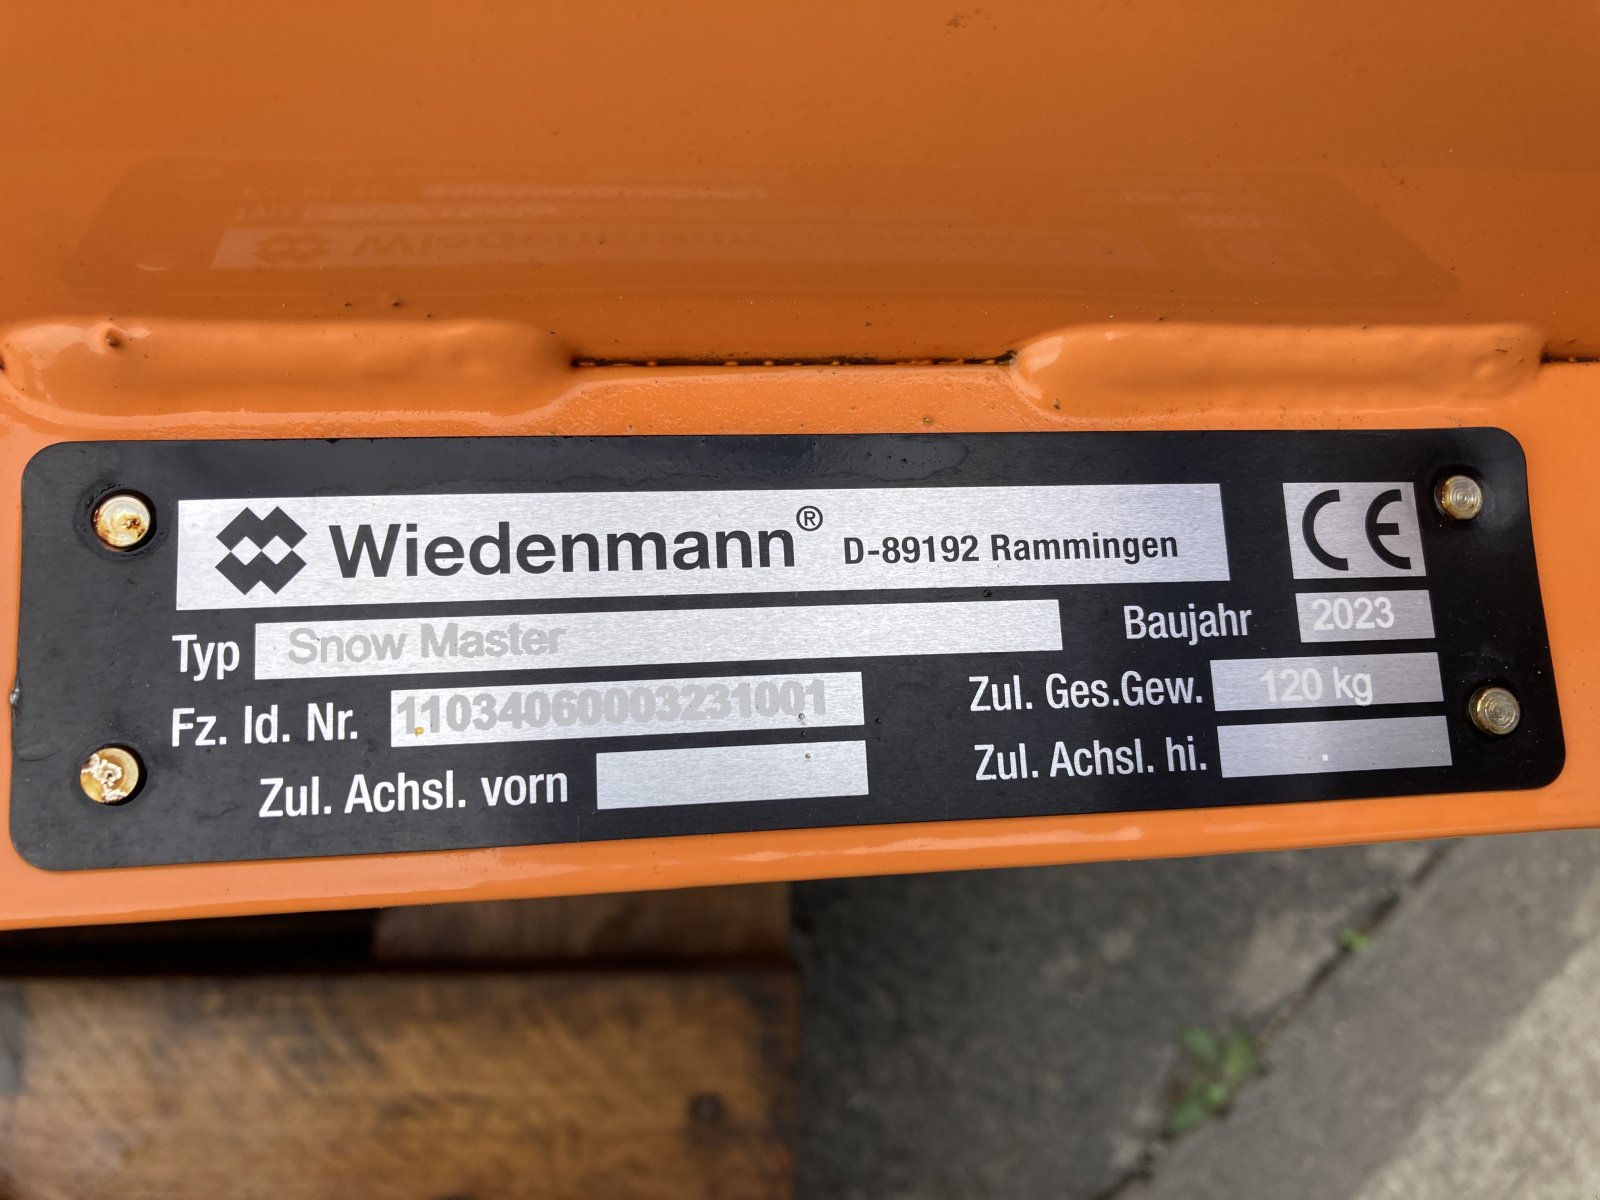 Wiedenmann® D-89192 Rammingen CE
Typ Snow Master Baujahr 2023
Fz. Id. Nr. 11034060003231001 Zul. Ges.Gew. 120 kg
Zul. Achsl. vorn Zul. Achsl. hi.